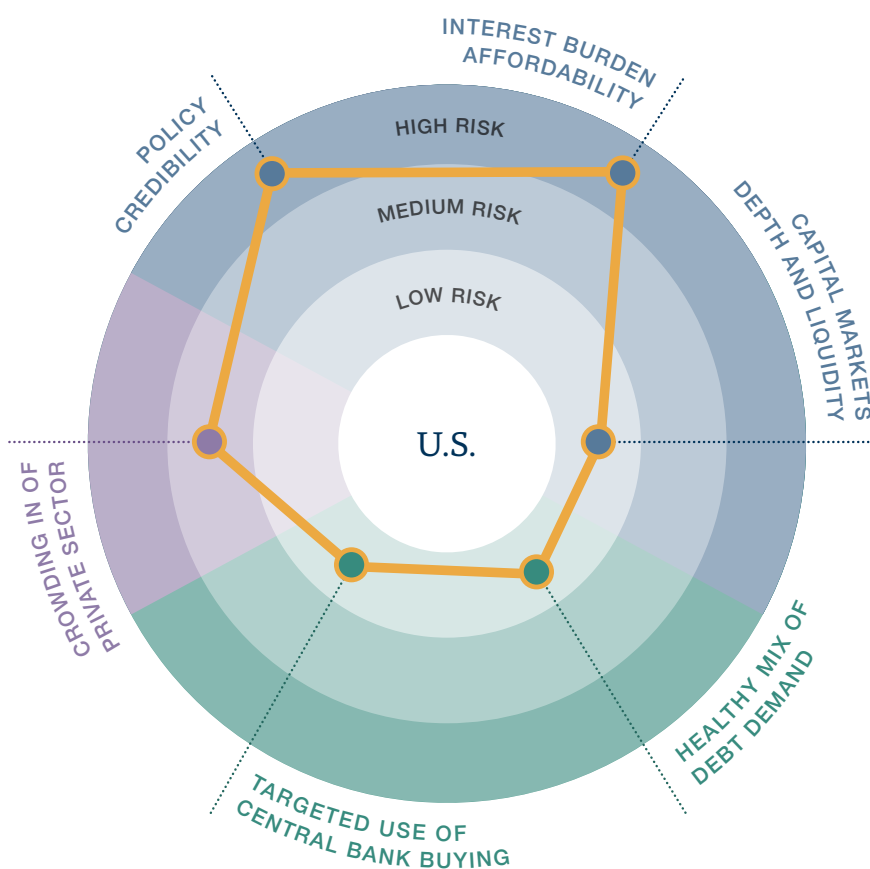 INTEREST BURDEN
AFFORDABILITY
POLICY
CREDIBILITY
HIGH RISK
MEDIUM RISK
LOW RISK
CAPITAL MARKETS
DEPTH AND LIQUIDITY
U.S.
CROWDING IN OF
PRIVATE SECTOR
HEALTHY MIX OF
DEBT DEMAND
TARGETED USE OF
CENTRAL BANK BUYING